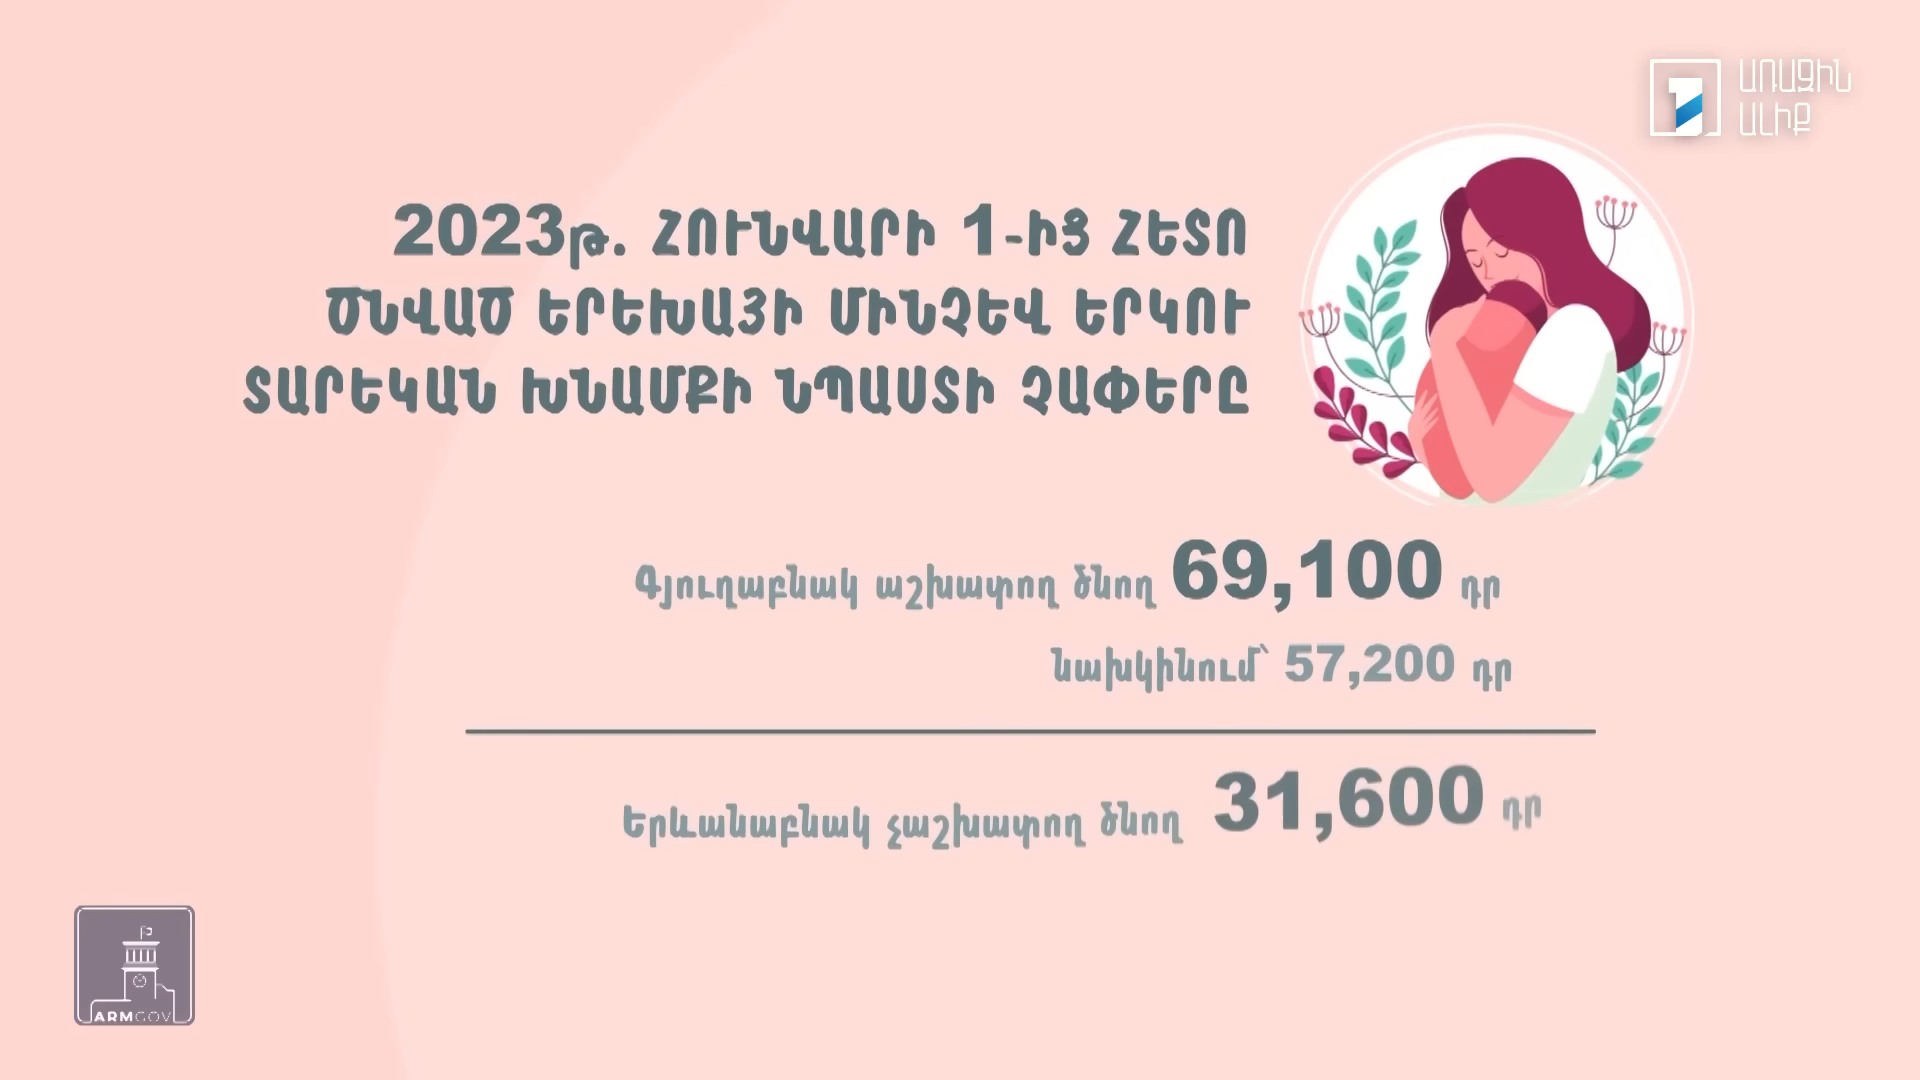 ԱՌԱՋԻՆ
ԱԼԻՔ
2023թ. ՀՈՒՆՎԱՐԻ 1-ԻՑ ՀԵՏՈ
ԾՆՎԱԾ ԵՐԵԽԱՅԻ ՄԻՆՉԵՎ ԵՐԿՈՒ
ՏԱՐԵԿԱՆ ԽՆԱՄՔԻ ՆՊԱՍՏԻ ՉԱՓԵՐԸ
Գյուղաբնակ աշխատող ծնող 69,100 դր
նախկինում՝ 57,200 դր
Երևանաբնակ չաշխատող ծնող 31,600 դր
ARMGOV